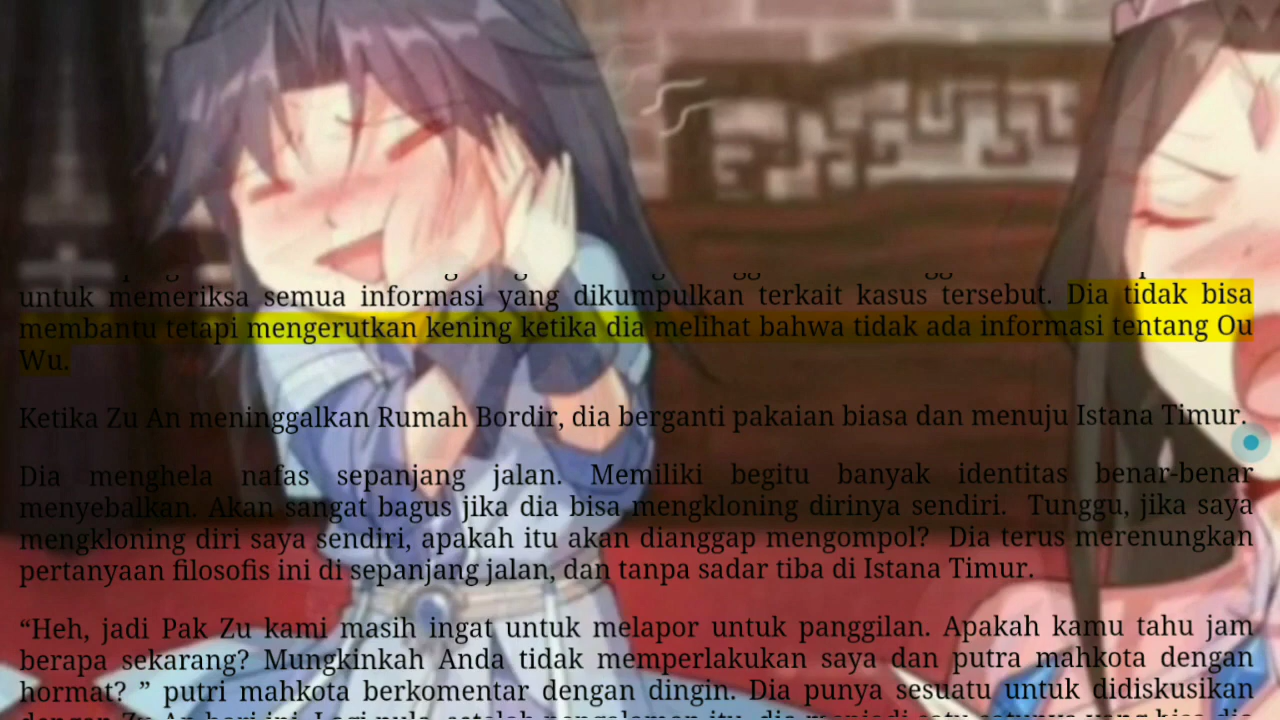 untuk memeriksa semua informasi yang dikumpulkan terkait kasus tersebut. Dia tidak bisa
membantu tetapi mengerutkan kening ketika dia melihat bahwa tidak ada informasi tentang Ou
Wu.
Ketika Zu An meninggalkan Rumah Bordir, dia berganti pakaian biasa dan menuju Istana Timur.
Dia menghela nafas sepanjang jalan. Memiliki begitu banyak identitas benar-benar
menyebalkan. Akan sangat bagus jika dia bisa mengkloning dirinya sendiri. Tunggu, jika saya
mengkloning diri saya sendiri, apakah itu akan dianggap mengompol? Dia terus merenungkan
pertanyaan filosofis ini di sepanjang jalan, dan tanpa sadar tiba di Istana Timur.
“Heh, jadi Pak Zu kami masih ingat untuk melapor untuk panggilan. Apakah kamu tahu jam
berapa sekarang? Mungkinkah Anda tidak memperlakukan saya dan putra mahkota dengan
hormat? ” putri mahkota berkomentar dengan dingin. Dia punya sesuatu untuk didiskusikan